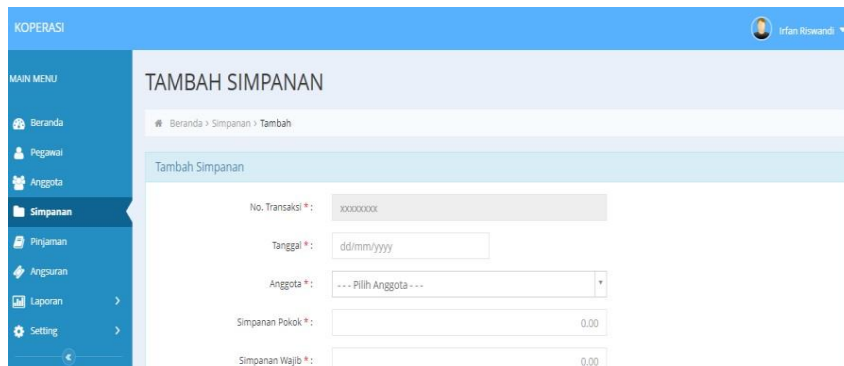 KOPERASI
Irfan Riswandi
MAIN MENU
Beranda
Pegawai
Anggota
Simpanan
Pinjaman
Angsuran
Laporan
Setting
TAMBAH SIMPANAN
Beranda > Simpanan > Tambah
Tambah Simpanan
No. Transaksi * : xxxxxxxx
Tanggal * : dd/mm/yyyy
Anggota * : - - - Pilih Anggota - - -
Simpanan Pokok * : 0.00
Simpanan Wajib * : 0.00